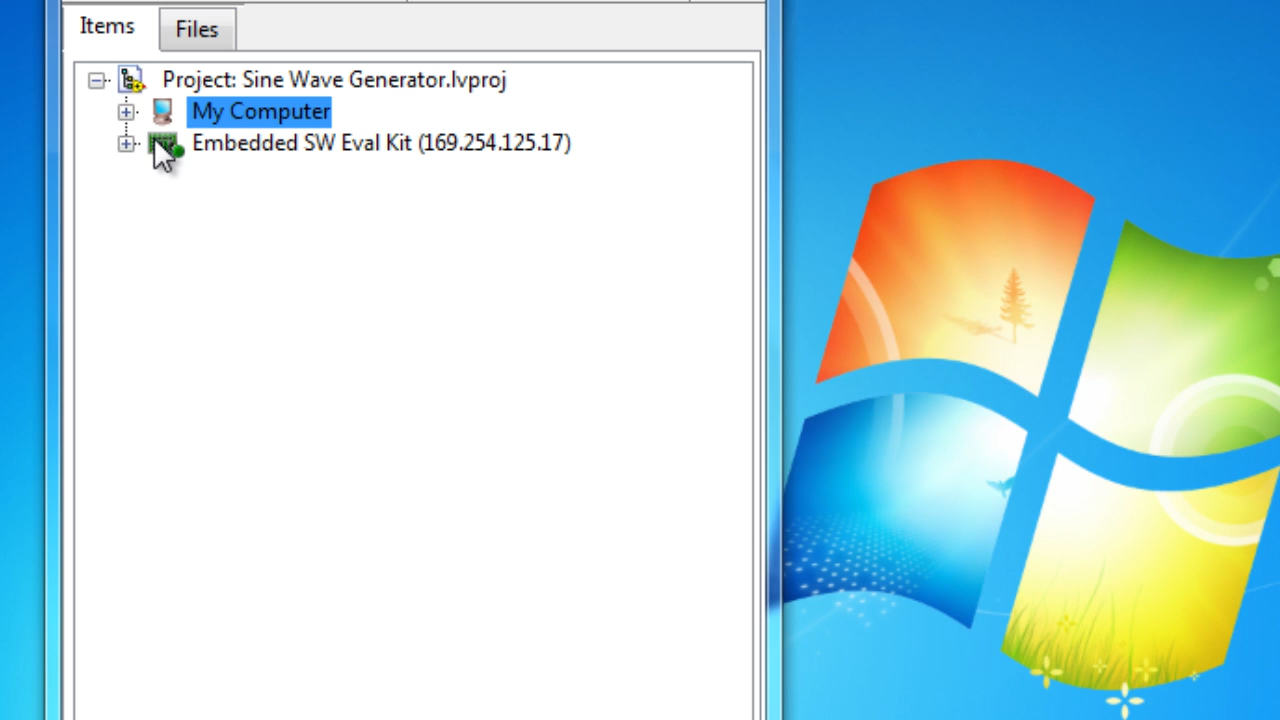 Items Files
Project: Sine Wave Generator.lvproj
My Computer
Embedded SW Eval Kit (169.254.125.17)